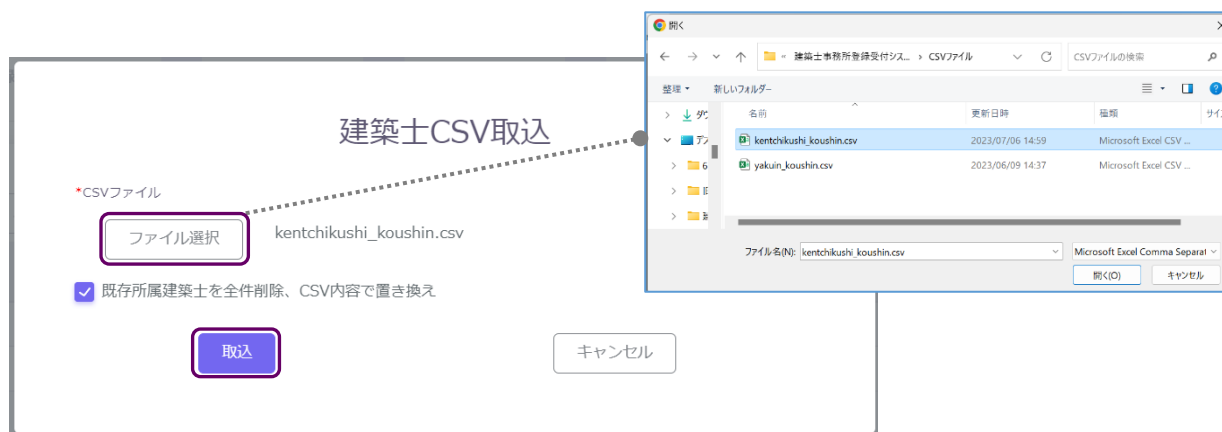 建築士CSV取込
*CSVファイル
ファイル選択
kentchikushi_koushin.csv
既存所属建築士を全件削除、CSV内容で置き換え
取込
キャンセル
開く
« 建築士事務所登録受付シス... > CSVファイル
CSVファイルの検索
整理
新しいフォルダー
名前
更新日時
種類
kentchikushi_koushin.csv 2023/07/06 14:59 Microsoft Excel CSV ...
yakuin_koushin.csv 2023/06/09 14:37 Microsoft Excel CSV ...
ファイル名(N): kentchikushi_koushin.csv
Microsoft Excel Comma Separat
開く(O)
キャンセル